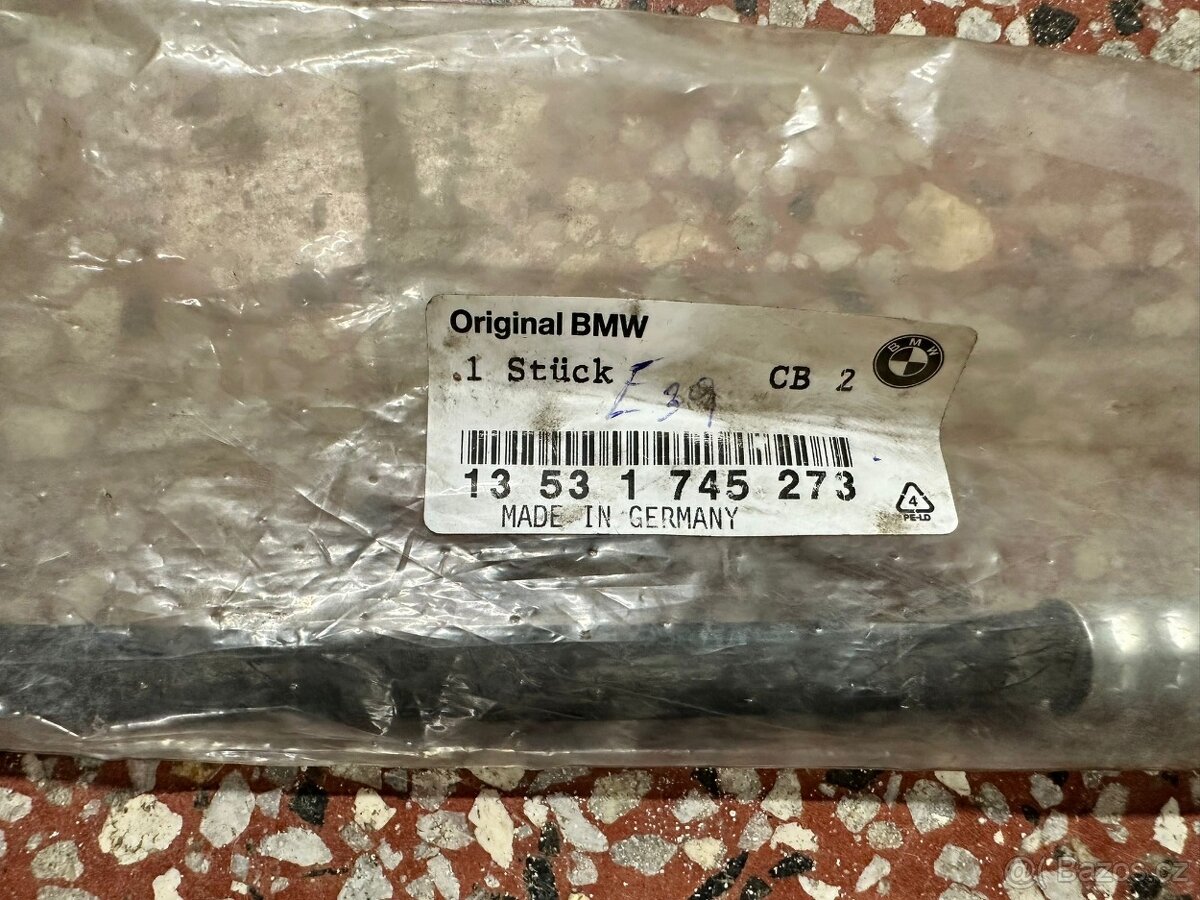 Original BMW
1 Stück E39 CB 2
BMW
13 53 1 745 273
4
MADE IN GERMANY
PE-LD
Bazos.cz